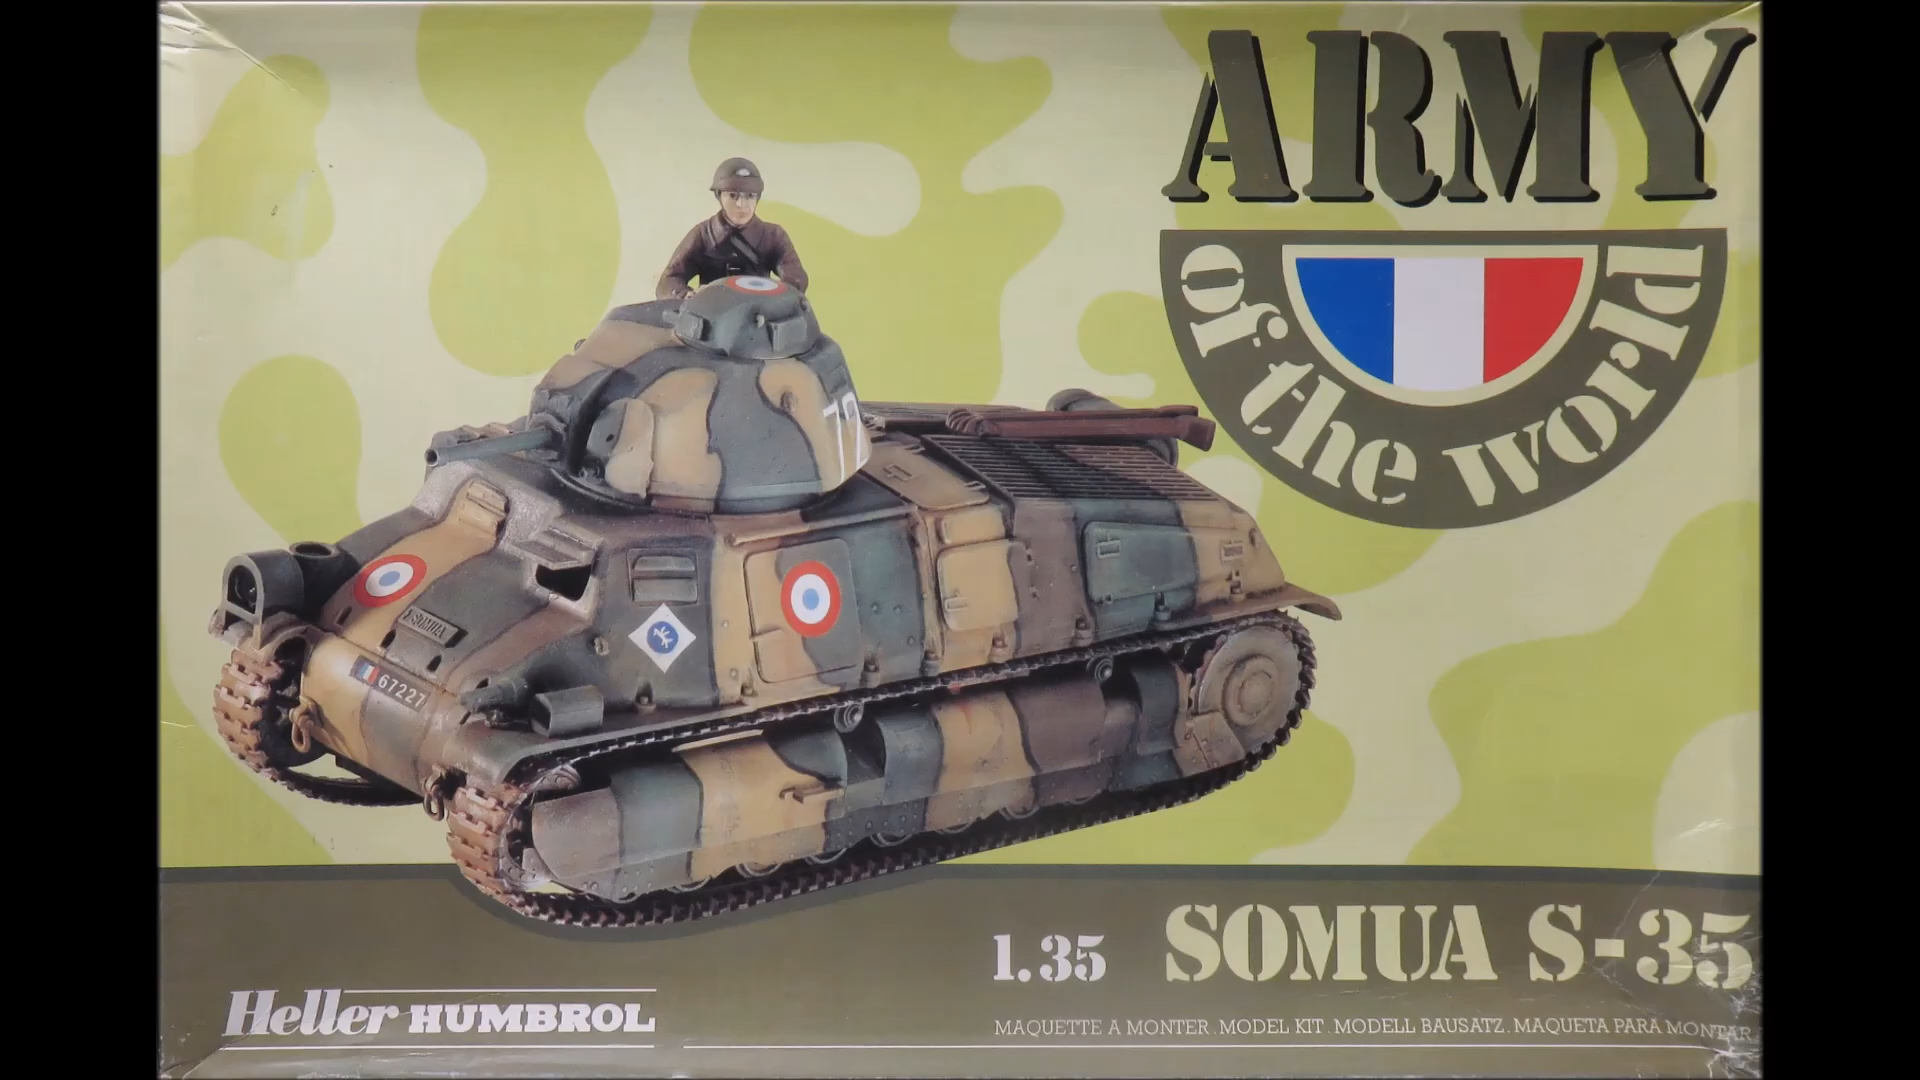 ARMY
of the world
72
SOMUA
67227
1.35 SOMUA S-35
Heller HUMBROL
MAQUETTE A MONTER . MODEL KIT . MODELL BAUSATZ . MAQUETA PARA MONTAR